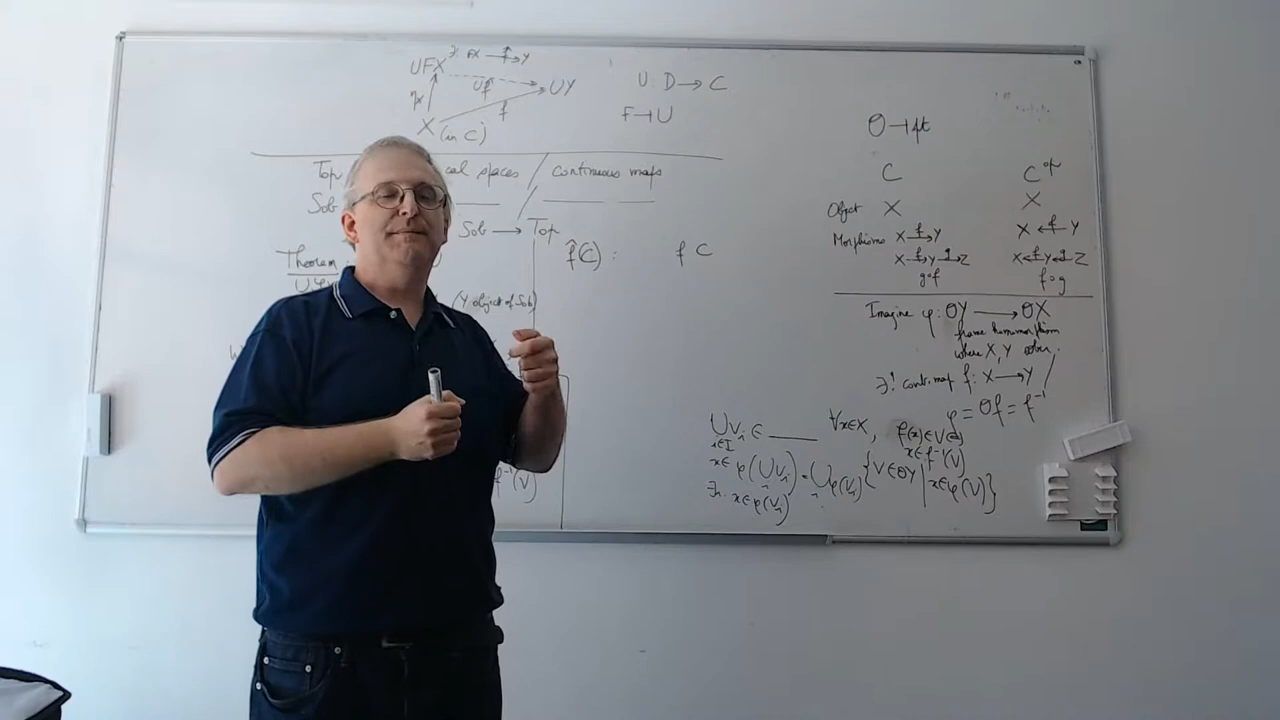 UFX ∃! FX --f̂--> Y
Uf̂
UY
U : D → C
ηx
f
F ⊣ U
X (in C)
O ⊣ pt
Top
cal spaces / continuous maps
C
C^op
Sob
Object X
X
Sob → Top
Morphisms X --f--> Y
X <--f-- Y
Theorem
f̂(C) :
f C
X --f--> Y --g--> Z
X <--f-- Y <--g-- Z
g∘f
f∘g
(Y object of Sob)
Imagine φ : OY → OX
frame homomorphism
where X, Y sober.
∃! cont. map f : X → Y
φ = Of = f⁻¹
⋃ Vi ∈ ____
i∈I
∀x∈X,
x∈f⁻¹(V)
x∈φ(⋃ Vi) = ⋃ φ(Vi)
{V∈OY | x∈φ(V)}
∃i. x∈φ(Vi)
f⁻¹(V)